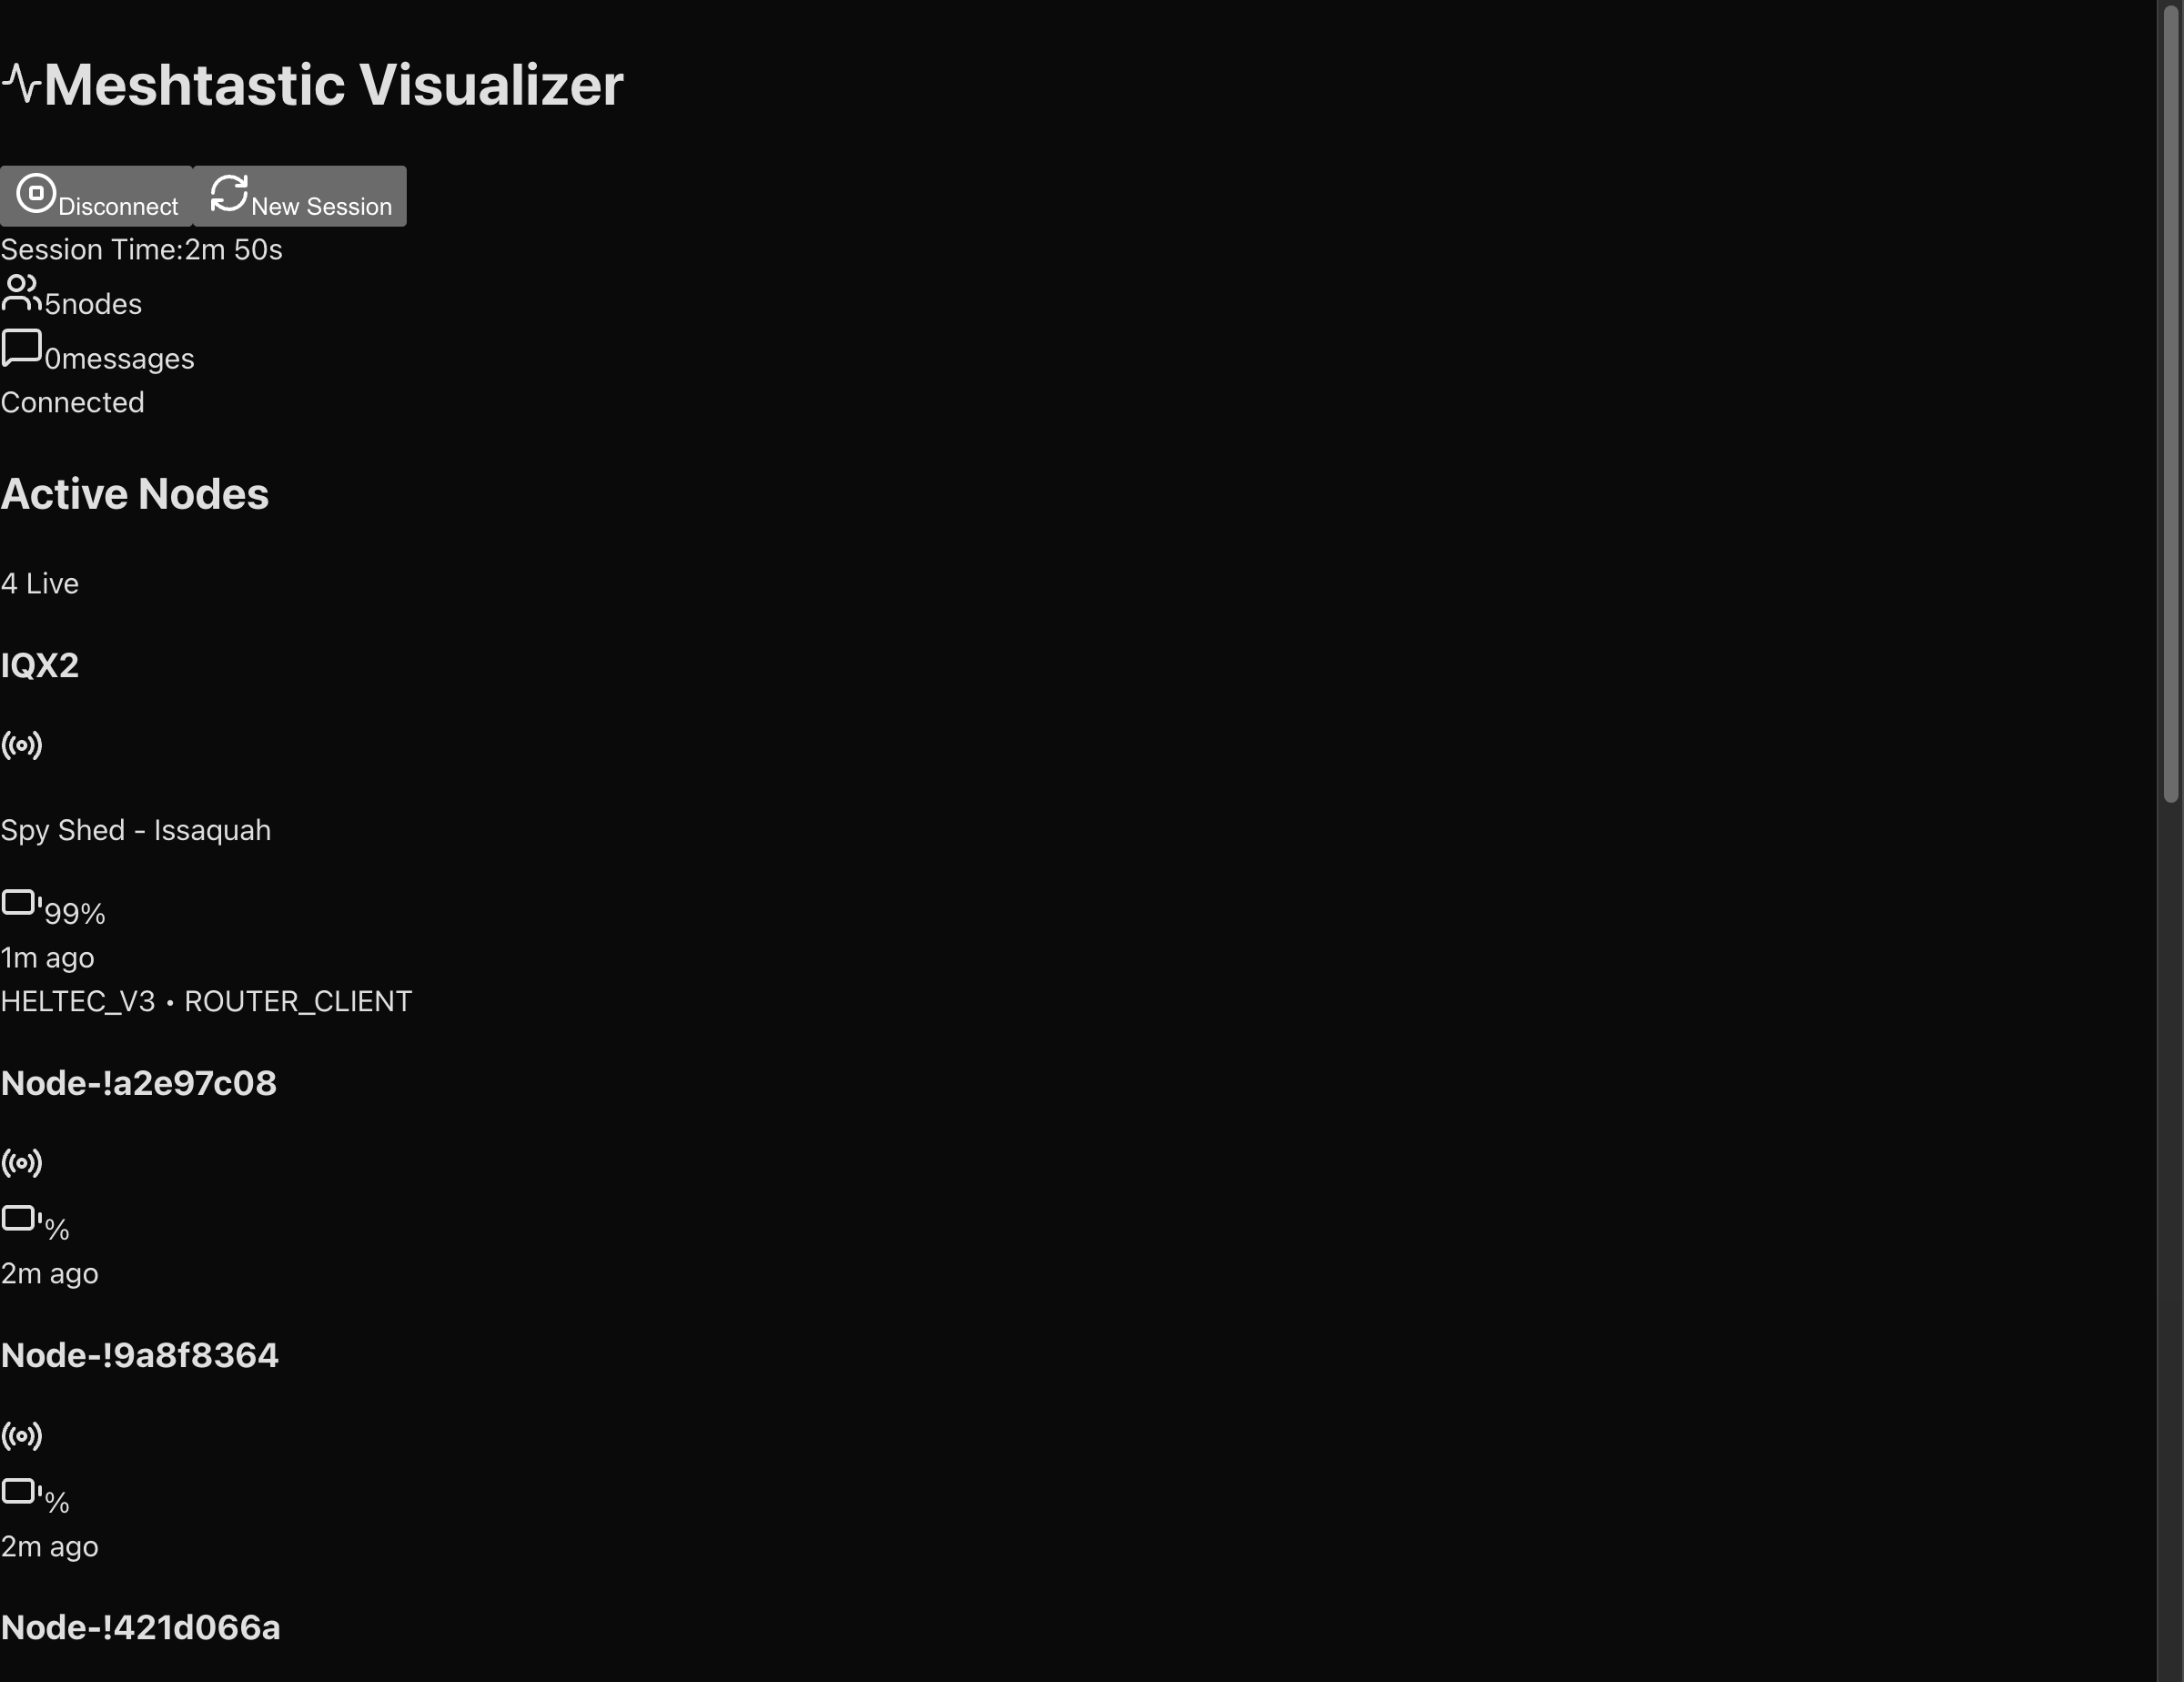 Meshtastic Visualizer
Disconnect New Session
Session Time:2m 50s
5nodes
0messages
Connected
Active Nodes
4 Live
IQX2
Spy Shed - Issaquah
99%
1m ago
HELTEC_V3 • ROUTER_CLIENT
Node-!a2e97c08
%
2m ago
Node-!9a8f8364
%
2m ago
Node-!421d066a